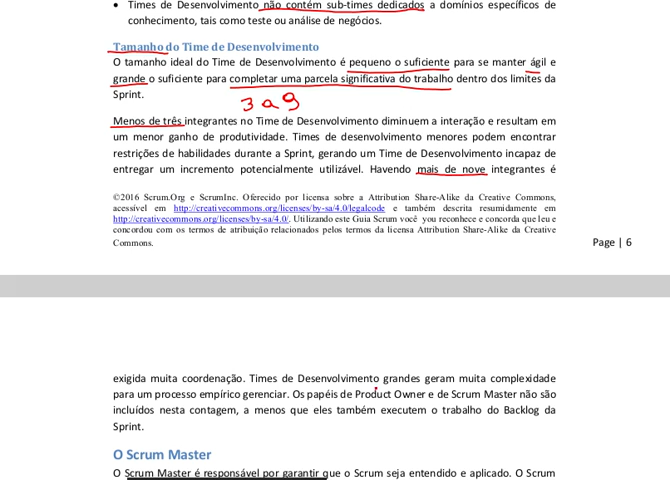 • Times de Desenvolvimento não contém sub-times dedicados a domínios específicos de
conhecimento, tais como teste ou análise de negócios.
Tamanho do Time de Desenvolvimento
O tamanho ideal do Time de Desenvolvimento é pequeno o suficiente para se manter ágil e
grande o suficiente para completar uma parcela significativa do trabalho dentro dos limites da
Sprint.
3 a 9
Menos de três integrantes no Time de Desenvolvimento diminuem a interação e resultam em
um menor ganho de produtividade. Times de desenvolvimento menores podem encontrar
restrições de habilidades durante a Sprint, gerando um Time de Desenvolvimento incapaz de
entregar um incremento potencialmente utilizável. Havendo mais de nove integrantes é
©2016 Scrum.Org e ScrumInc. Oferecido por licensa sobre a Attribution Share-Alike da Creative Commons,
acessível em http://creativecommons.org/licenses/by-sa/4.0/legalcode e também descrita resumidamente em
http://creativecommons.org/licenses/by-sa/4.0/. Utilizando este Guia Scrum você you reconhece e concorda que leu e
concordou com os termos de atribuição relacionados pelos termos da licensa Attribution Share-Alike da Creative
Commons.
Page | 6
exigida muita coordenação. Times de Desenvolvimento grandes geram muita complexidade
para um processo empírico gerenciar. Os papéis de Product Owner e de Scrum Master não são
incluídos nesta contagem, a menos que eles também executem o trabalho do Backlog da
Sprint.
O Scrum Master
O Scrum Master é responsável por garantir que o Scrum seja entendido e aplicado. O Scrum